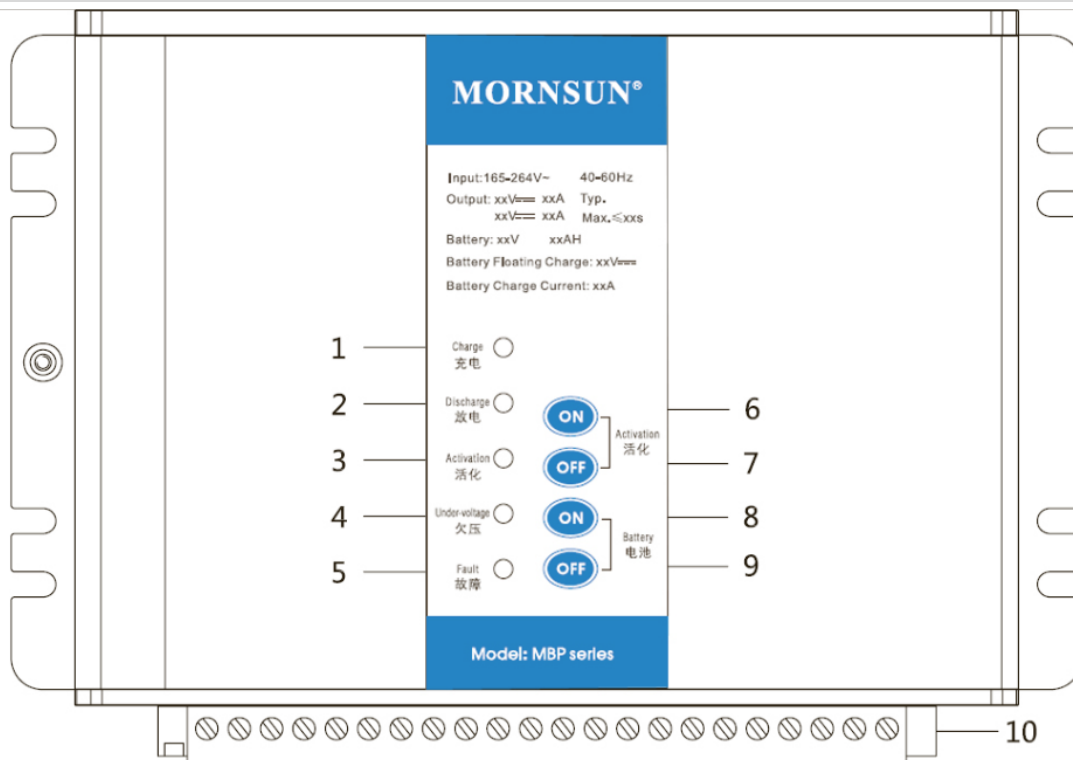 MORNSUN®
Input:165-264V~ 40-60Hz
Output: xxV⎓ xxA Typ.
xxV⎓ xxA Max.≤xxs
Battery: xxV xxAH
Battery Floating Charge: xxV⎓
Battery Charge Current: xxA
1 Charge
充电
2 Discharge
放电
ON 6
Activation
活化
3 Activation
活化
OFF 7
4 Under-voltage
欠压
ON 8
Battery
电池
5 Fault
故障
OFF 9
Model: MBP series
10